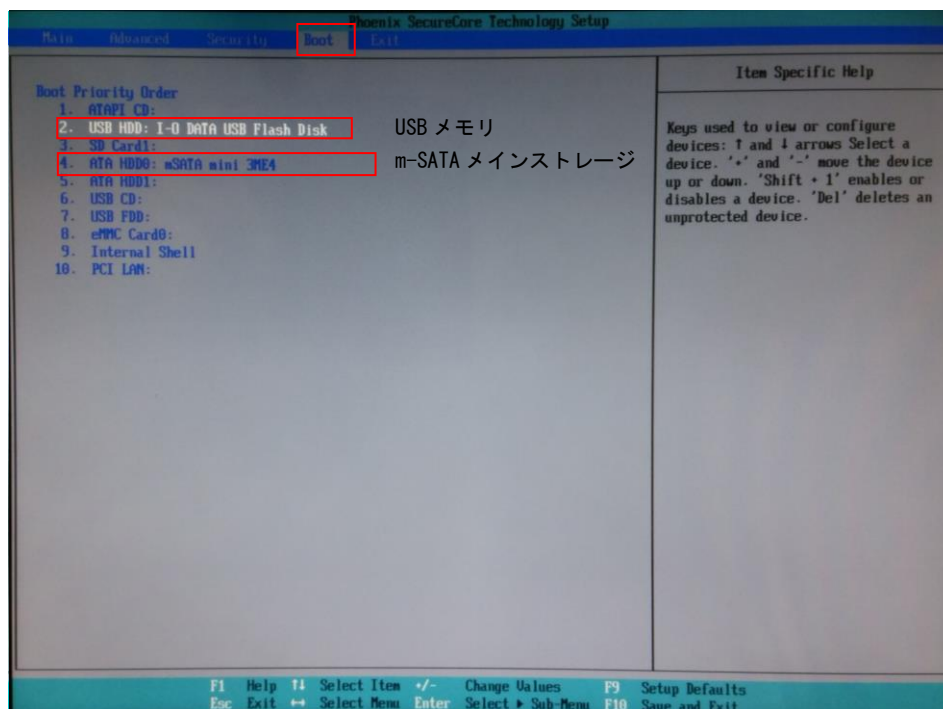 Phoenix SecureCore Technology Setup
Main Advanced Security Boot Exit
Item Specific Help
Boot Priority Order
1. ATAPI CD:
2. USB HDD: I-O DATA USB Flash Disk
USB メモリ
3. SD Card1:
4. ATA HDD0: mSATA mini 3ME4
m-SATA メインストレージ
5. ATA HDD1:
6. USB CD:
7. USB FDD:
8. eMMC Card0:
9. Internal Shell
10. PCI LAN:
Keys used to view or configure
devices: ↑ and ↓ arrows Select a
device. '+' and '-' move the device
up or down. 'Shift + 1' enables or
disables a device. 'Del' deletes an
unprotected device.
F1 Help ↑↓ Select Item +/- Change Values F9 Setup Defaults
Esc Exit ↔ Select Menu Enter Select ▶ Sub-Menu F10 Save and Exit